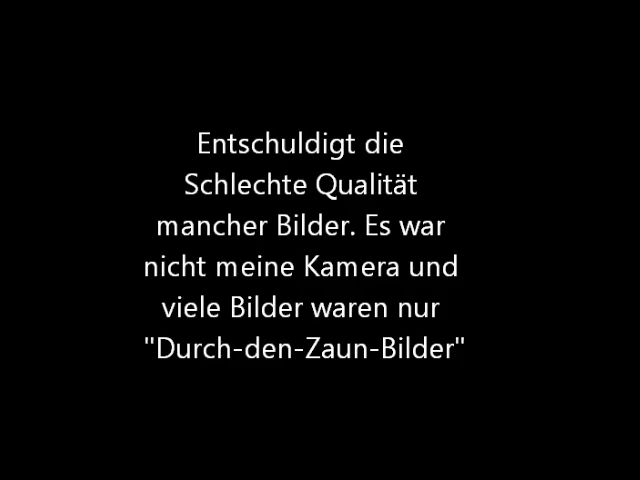 Entschuldigt die
Schlechte Qualität
mancher Bilder. Es war
nicht meine Kamera und
viele Bilder waren nur
"Durch-den-Zaun-Bilder"